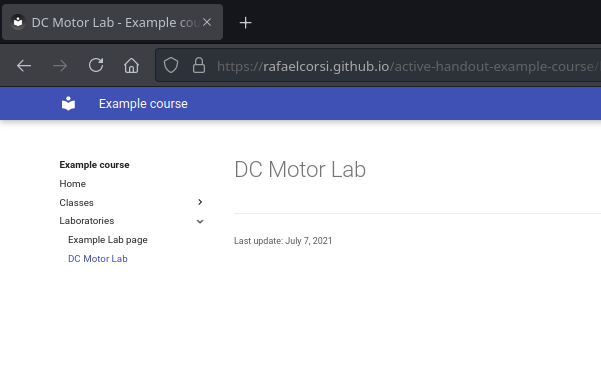 DC Motor Lab - Example cou
https://rafaelcorsi.github.io/active-handout-example-course/
Example course
Example course
Home
Classes
Laboratories
Example Lab page
DC Motor Lab
DC Motor Lab
Last update: July 7, 2021